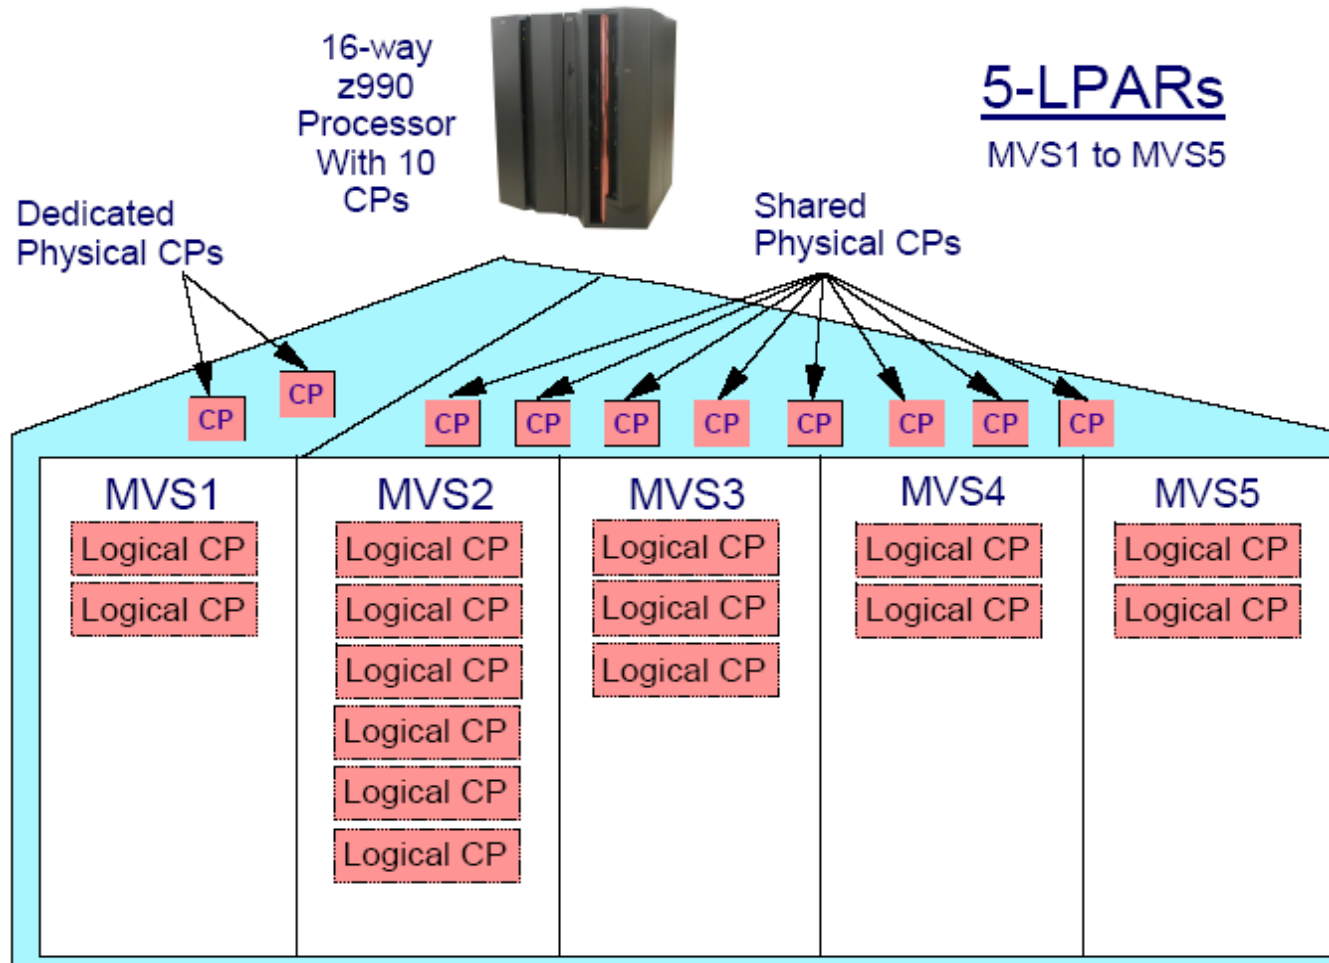 16-way
z990
Processor
With 10
CPs
5-LPARs
MVS1 to MVS5
Dedicated
Physical CPs
Shared
Physical CPs
CP
CP
CP
CP
CP
CP
CP
CP
CP
CP
MVS1
Logical CP
Logical CP
MVS2
Logical CP
Logical CP
Logical CP
Logical CP
Logical CP
Logical CP
MVS3
Logical CP
Logical CP
Logical CP
MVS4
Logical CP
Logical CP
MVS5
Logical CP
Logical CP